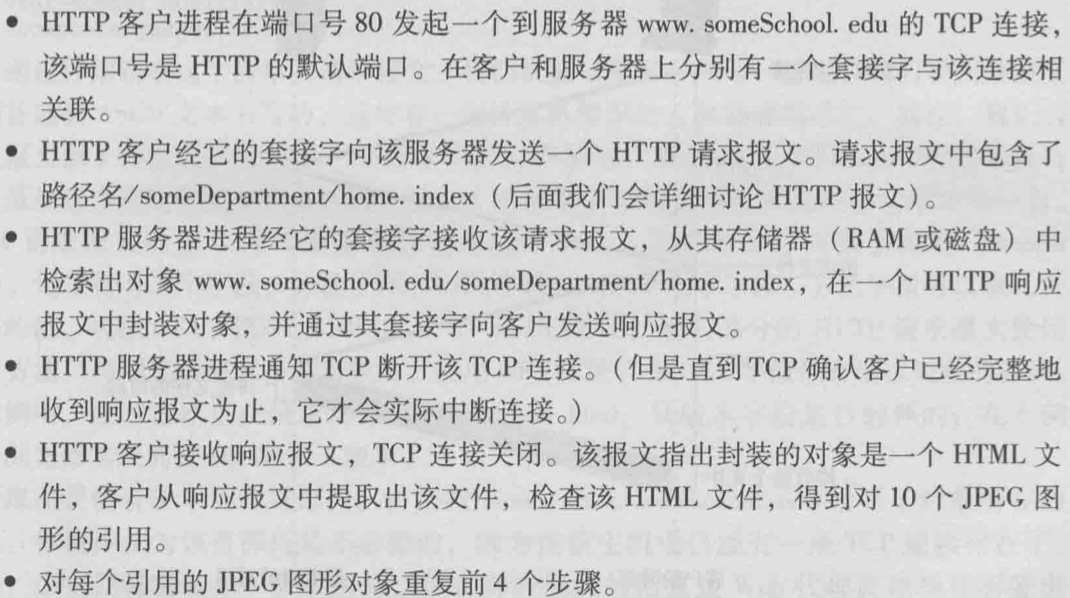 • HTTP 客户进程在端口号 80 发起一个到服务器 www. someSchool. edu 的 TCP 连接,
该端口号是 HTTP 的默认端口。在客户和服务器上分别有一个套接字与该连接相
关联。
• HTTP 客户经它的套接字向该服务器发送一个 HTTP 请求报文。请求报文中包含了
路径名/someDepartment/home. index（后面我们会详细讨论 HTTP 报文）。
• HTTP 服务器进程经它的套接字接收该请求报文，从其存储器（RAM 或磁盘）中
检索出对象 www. someSchool. edu/someDepartment/home. index，在一个 HTTP 响应
报文中封装对象，并通过其套接字向客户发送响应报文。
• HTTP 服务器进程通知 TCP 断开该 TCP 连接。（但是直到 TCP 确认客户已经完整地
收到响应报文为止，它才会实际中断连接。）
• HTTP 客户接收响应报文，TCP 连接关闭。该报文指出封装的对象是一个 HTML 文
件，客户从响应报文中提取出该文件，检查该 HTML 文件，得到对 10 个 JPEG 图
形的引用。
• 对每个引用的 JPEG 图形对象重复前 4 个步骤。